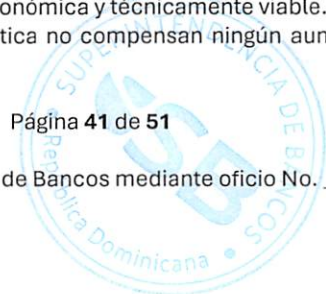 onómica y técnicamente viable.
tica no compensan ningún aun
Página 41 de 51
de Bancos mediante oficio No.
SUPERINTENDENCIA DE BANCOS
SB
República Dominicana